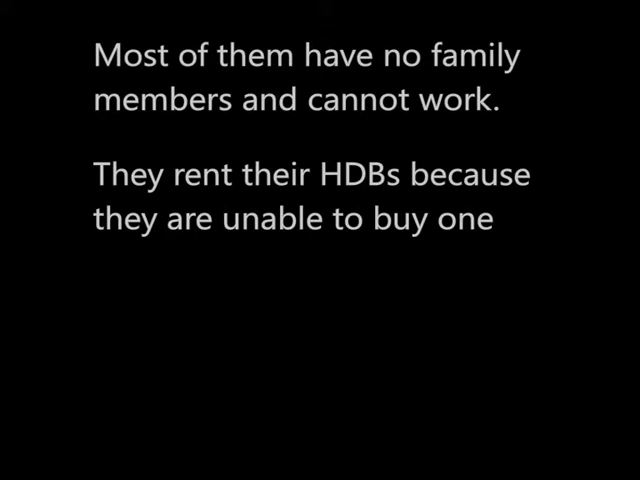 Most of them have no family
members and cannot work.
They rent their HDBs because
they are unable to buy one